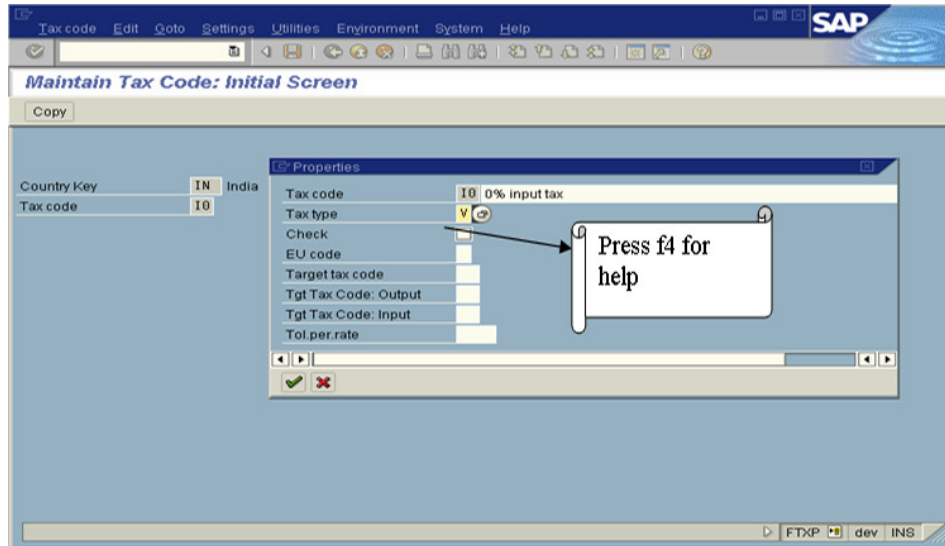 Tax code Edit Goto Settings Utilities Environment System Help
SAP
Maintain Tax Code: Initial Screen
Copy
Country Key IN India
Tax code I0
Properties
Tax code I0 0% input tax
Tax type V
Check
EU code
Target tax code
Tgt Tax Code: Output
Tgt Tax Code: Input
Tol.per.rate
Press f4 for
help
FTXP dev INS